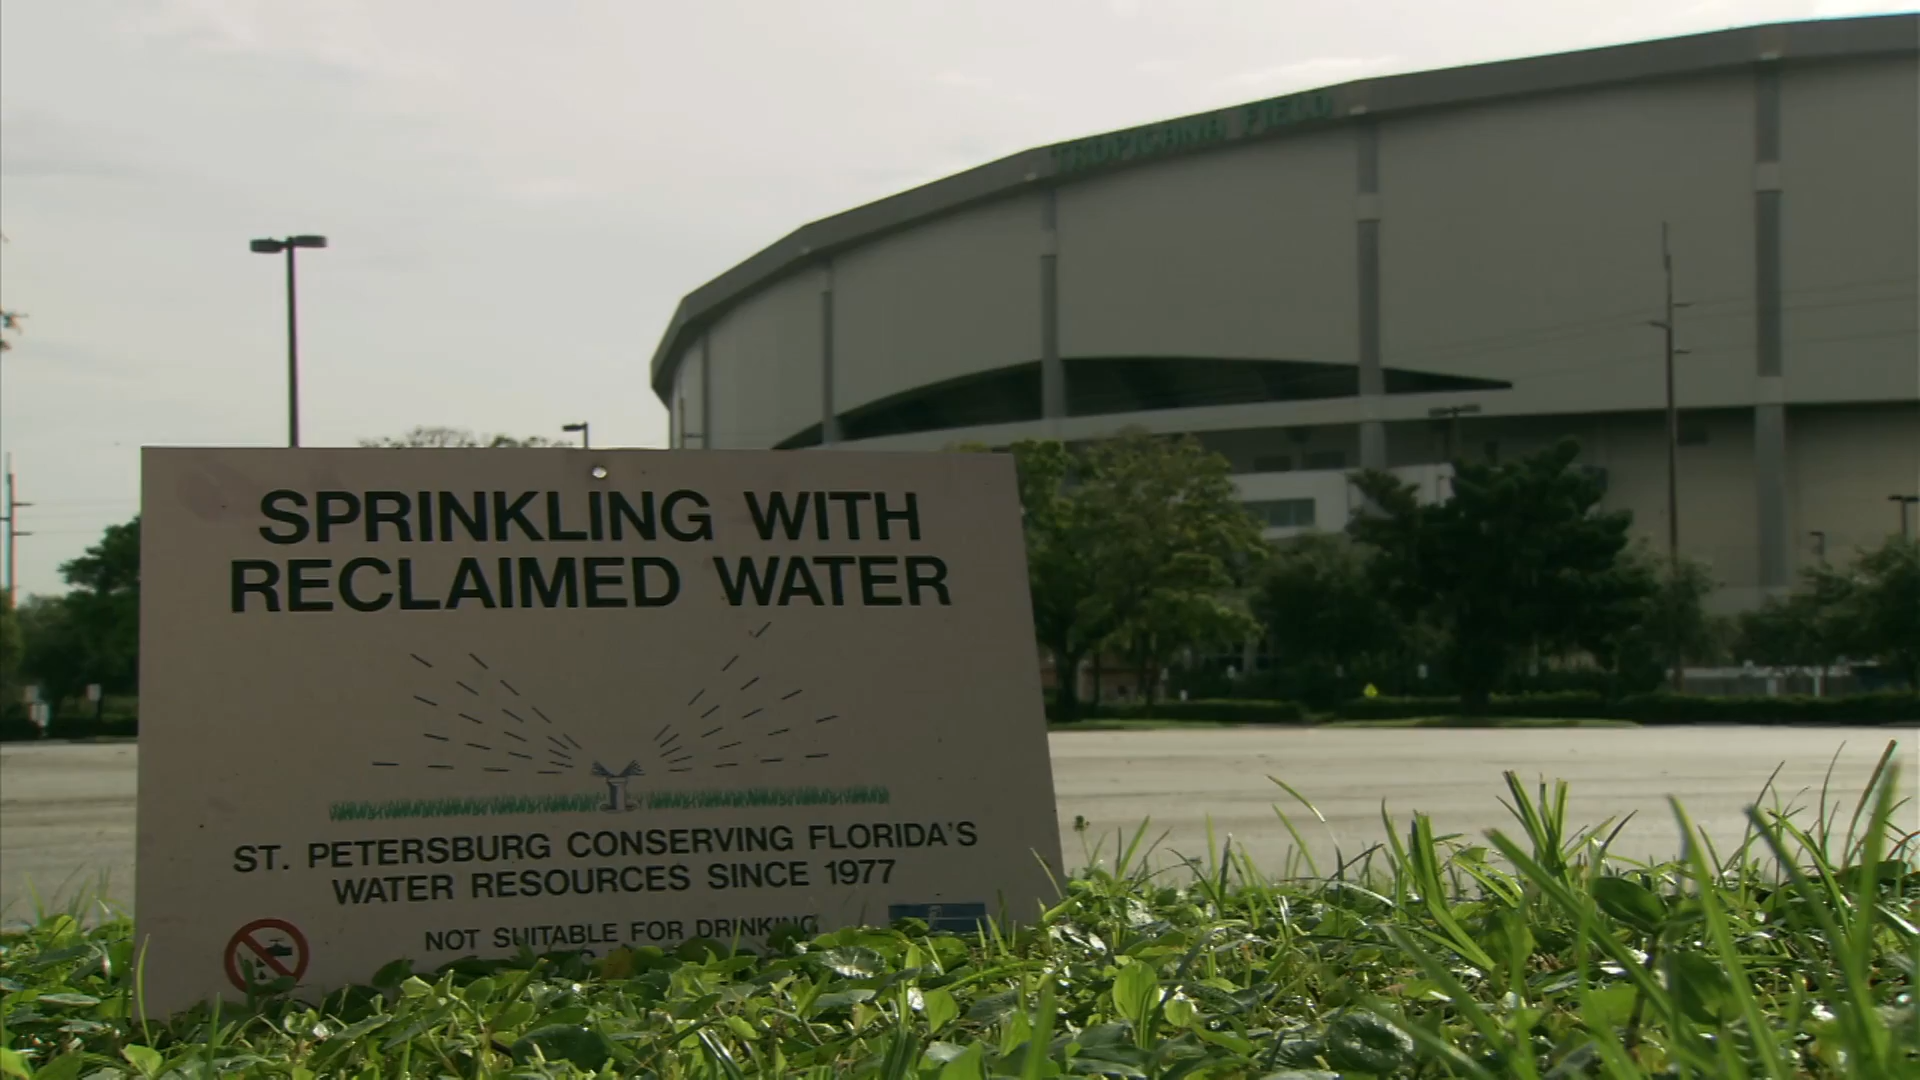 TROPICANA FIELD
SPRINKLING WITH
RECLAIMED WATER
ST. PETERSBURG CONSERVING FLORIDA'S
WATER RESOURCES SINCE 1977
NOT SUITABLE FOR DRINKING